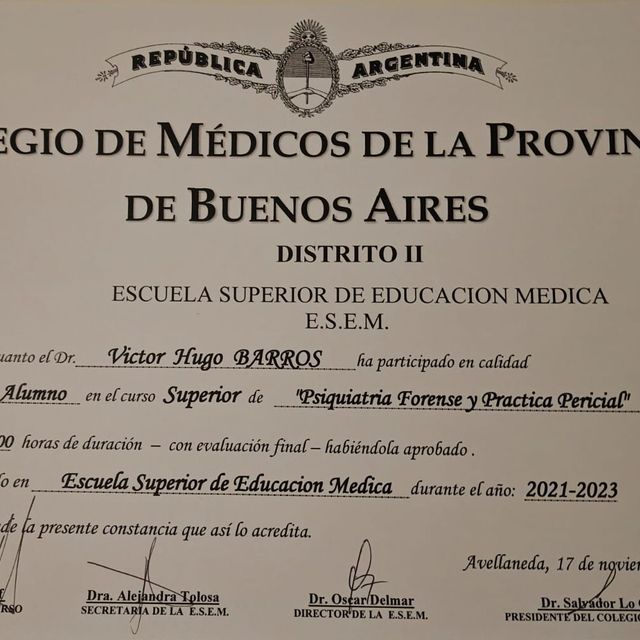 REPÚBLICA ARGENTINA
EGIO DE MÉDICOS DE LA PROVIN
DE BUENOS AIRES
DISTRITO II
ESCUELA SUPERIOR DE EDUCACION MEDICA
E.S.E.M.
uanto el Dr. Victor Hugo BARROS ha participado en calidad
Alumno en el curso Superior de "Psiquiatria Forense y Practica Pericial"
00 horas de duración – con evaluación final – habiéndola aprobado .
o en Escuela Superior de Educacion Medica durante el año: 2021-2023
de la presente constancia que así lo acredita.
Avellaneda, 17 de novie
Dra. Alejandra Tolosa Dr. Oscar Delmar Dr. Salvador Lo
RSO SECRETARIA DE LA E.S.E.M. DIRECTOR DE LA E.S.E.M. PRESIDENTE DEL COLEG